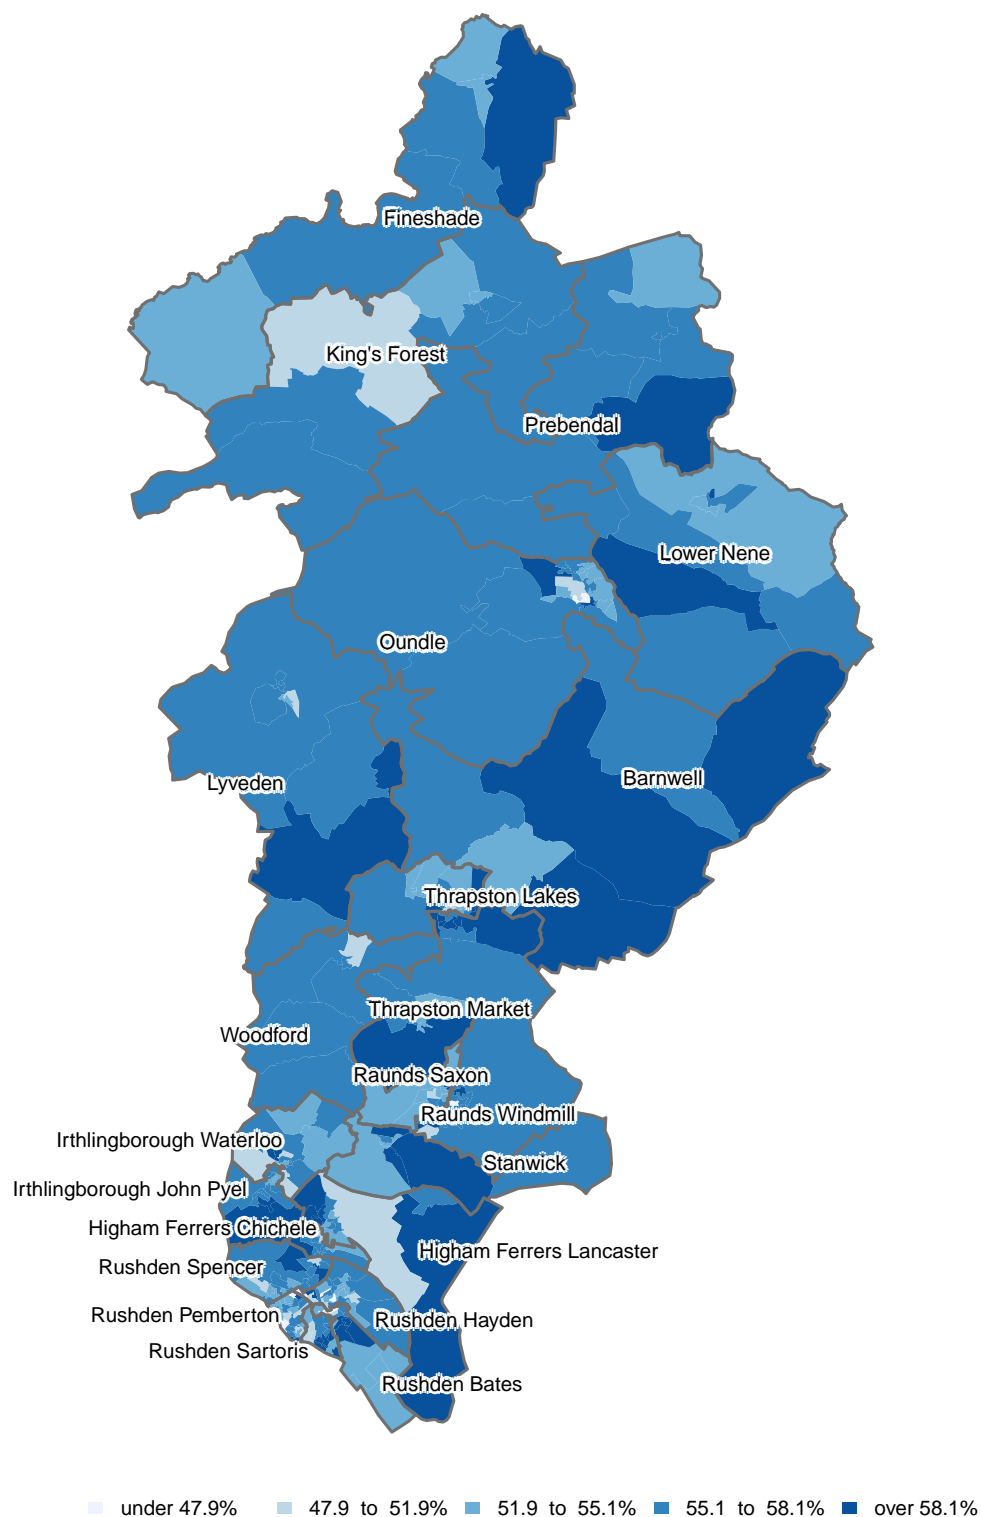 Fineshade
King's Forest
Prebendal
Lower Nene
Oundle
Barnwell
Lyveden
Thrapston Lakes
Thrapston Market
Woodford
Raunds Saxon
Raunds Windmill
Irthlingborough Waterloo
Stanwick
Irthlingborough John Pyel
Higham Ferrers Chichele
Higham Ferrers Lancaster
Rushden Spencer
Rushden Pemberton
Rushden Hayden
Rushden Sartoris
Rushden Bates
under 47.9% 47.9 to 51.9% 51.9 to 55.1% 55.1 to 58.1% over 58.1%